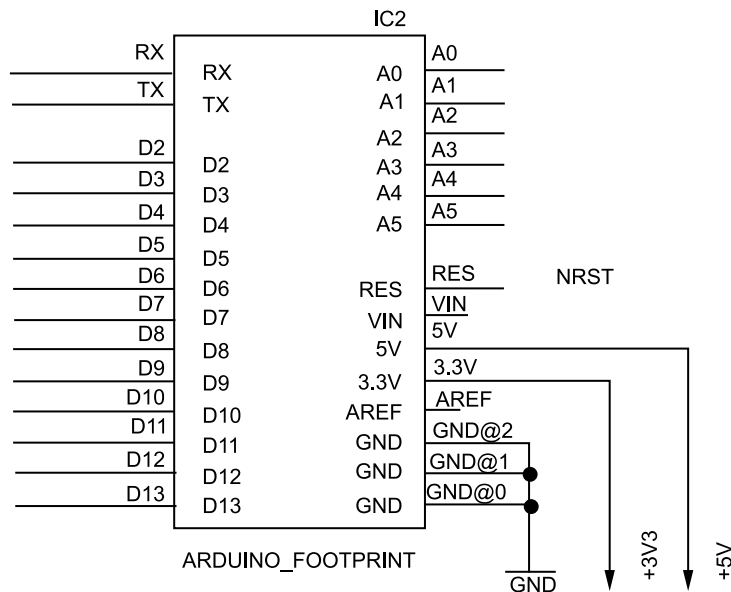 IC2
RX
TX
D2
D3
D4
D5
D6
D7
D8
D9
D10
D11
D12
D13
RX
TX
D2
D3
D4
D5
D6
D7
D8
D9
D10
D11
D12
D13
A0
A1
A2
A3
A4
A5
RES
VIN
5V
3.3V
AREF
GND
GND
GND
A0
A1
A2
A3
A4
A5
RES
NRST
VIN
5V
3.3V
AREF
GND@2
GND@1
GND@0
ARDUINO_FOOTPRINT
GND
+3V3
+5V